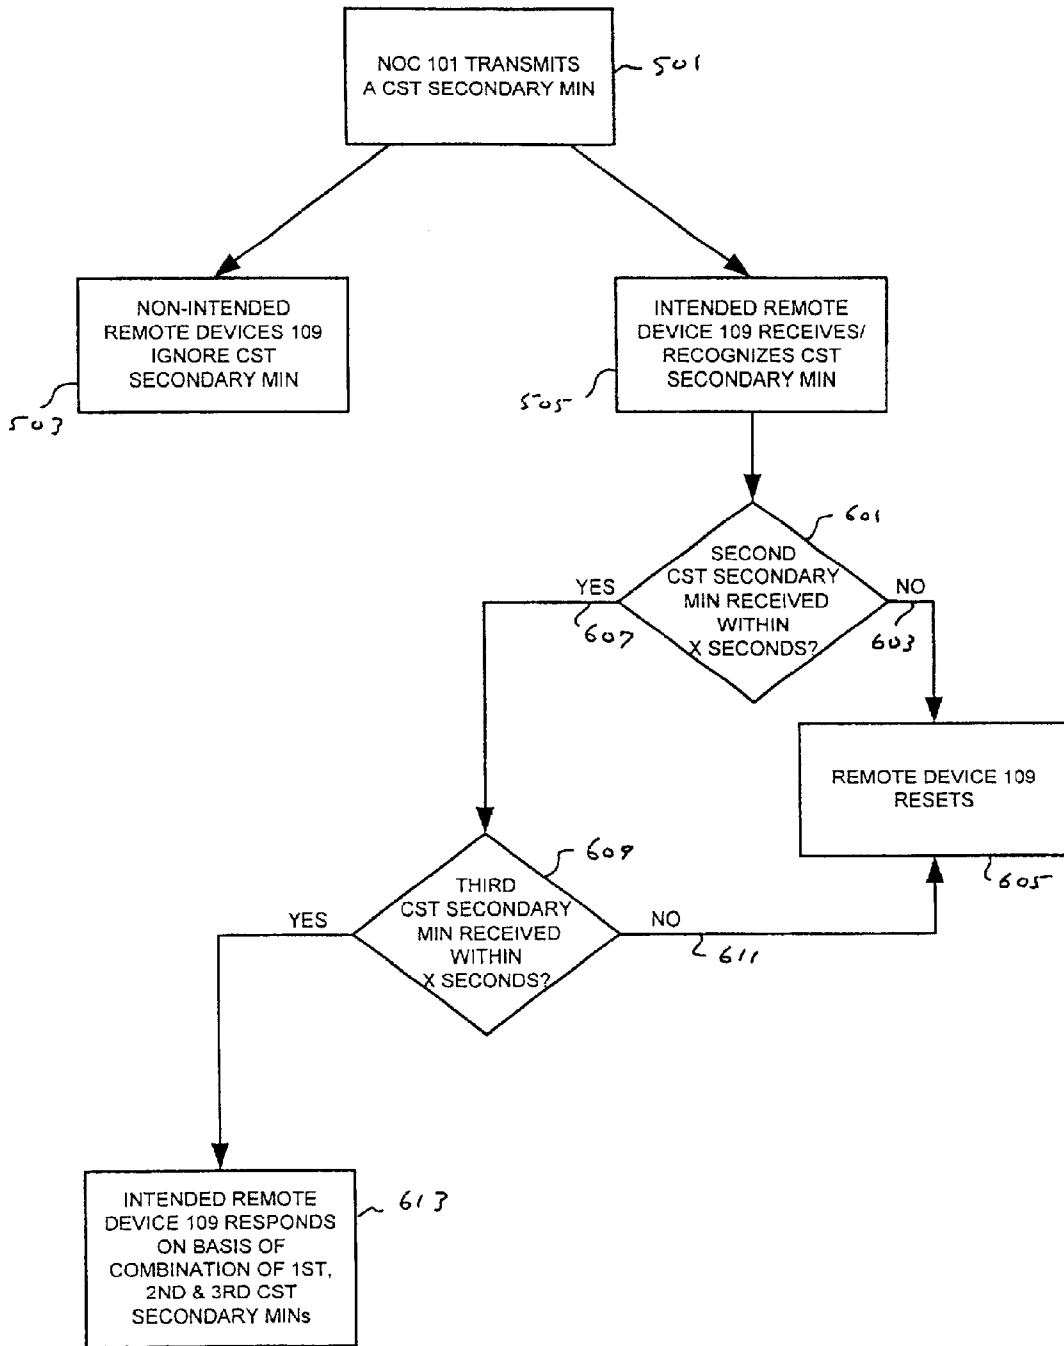 NOC 101 TRANSMITS
A CST SECONDARY MIN
501
NON-INTENDED
REMOTE DEVICES 109
IGNORE CST
SECONDARY MIN
503
INTENDED REMOTE
DEVICE 109 RECEIVES/
RECOGNIZES CST
SECONDARY MIN
505
601
SECOND
CST SECONDARY
MIN RECEIVED
WITHIN
X SECONDS?
YES
607
NO
603
REMOTE DEVICE 109
RESETS
605
609
THIRD
CST SECONDARY
MIN RECEIVED
WITHIN
X SECONDS?
YES
NO
611
INTENDED REMOTE
DEVICE 109 RESPONDS
ON BASIS OF
COMBINATION OF 1ST,
2ND & 3RD CST
SECONDARY MINs
613